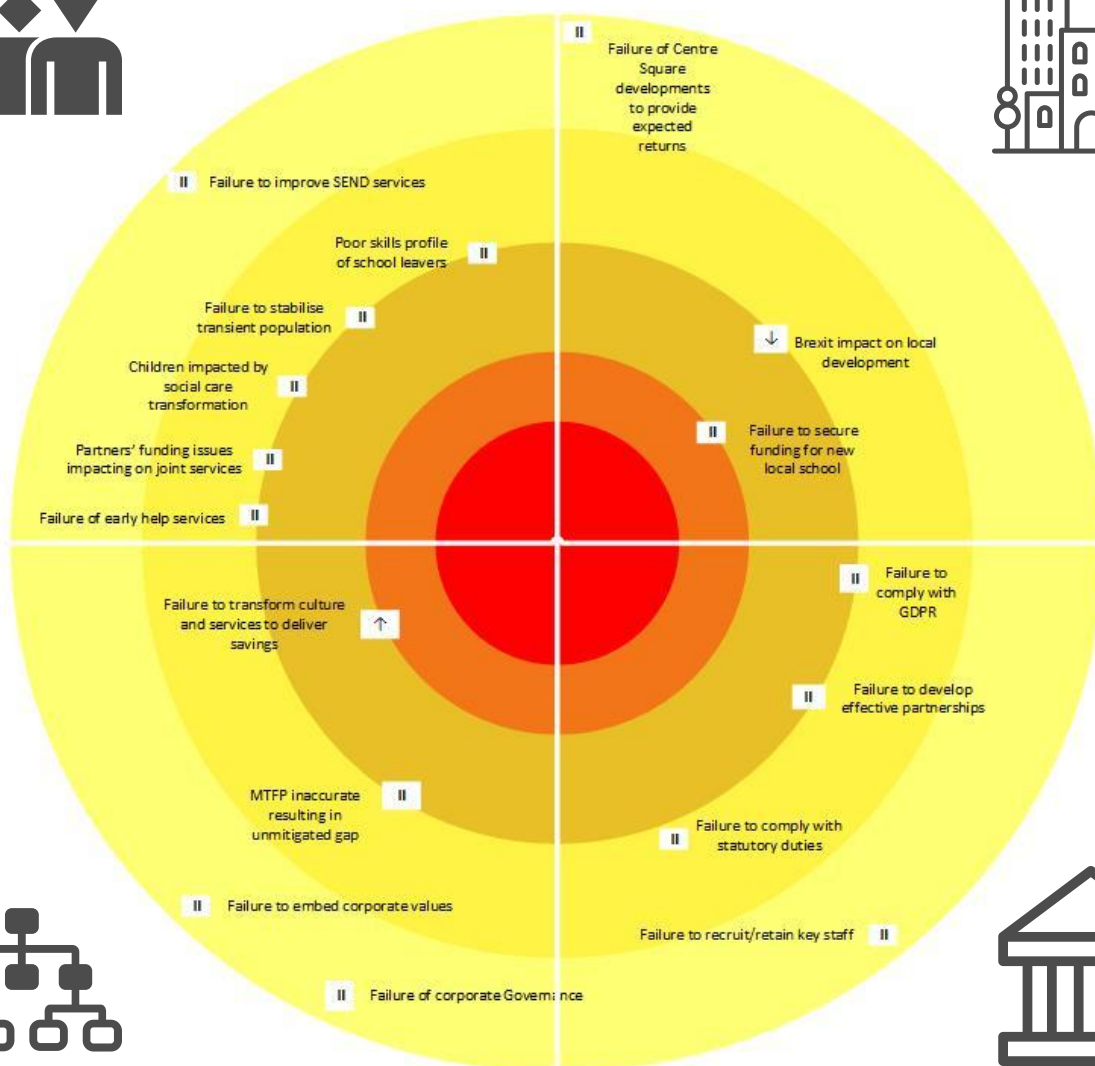 Failure of Centre
Square
developments
to provide
expected
returns
Failure to improve SEND services
Poor skills profile
of school leavers
Failure to stabilise
transient population
Children impacted by
social care
transformation
Partners' funding issues
impacting on joint services
Failure of early help services
Brexit impact on local
development
Failure to secure
funding for new
local school
Failure to transform culture
and services to deliver
savings
MTFP inaccurate
resulting in
unmitigated gap
Failure to embed corporate values
Failure of corporate Governance
Failure to
comply with
GDPR
Failure to develop
effective partnerships
Failure to comply with
statutory duties
Failure to recruit/retain key staff